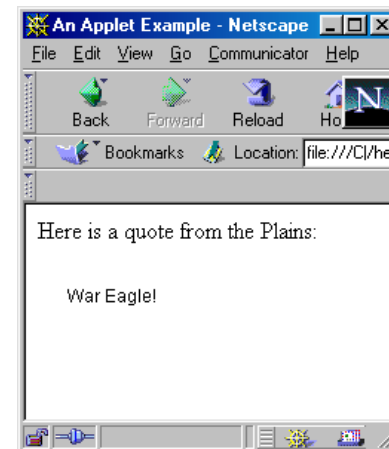 An Applet Example - Netscape
File Edit View Go Communicator Help
Back Forward Reload Ho N
Bookmarks Location: file:///C|/he
Here is a quote from the Plains:
War Eagle!